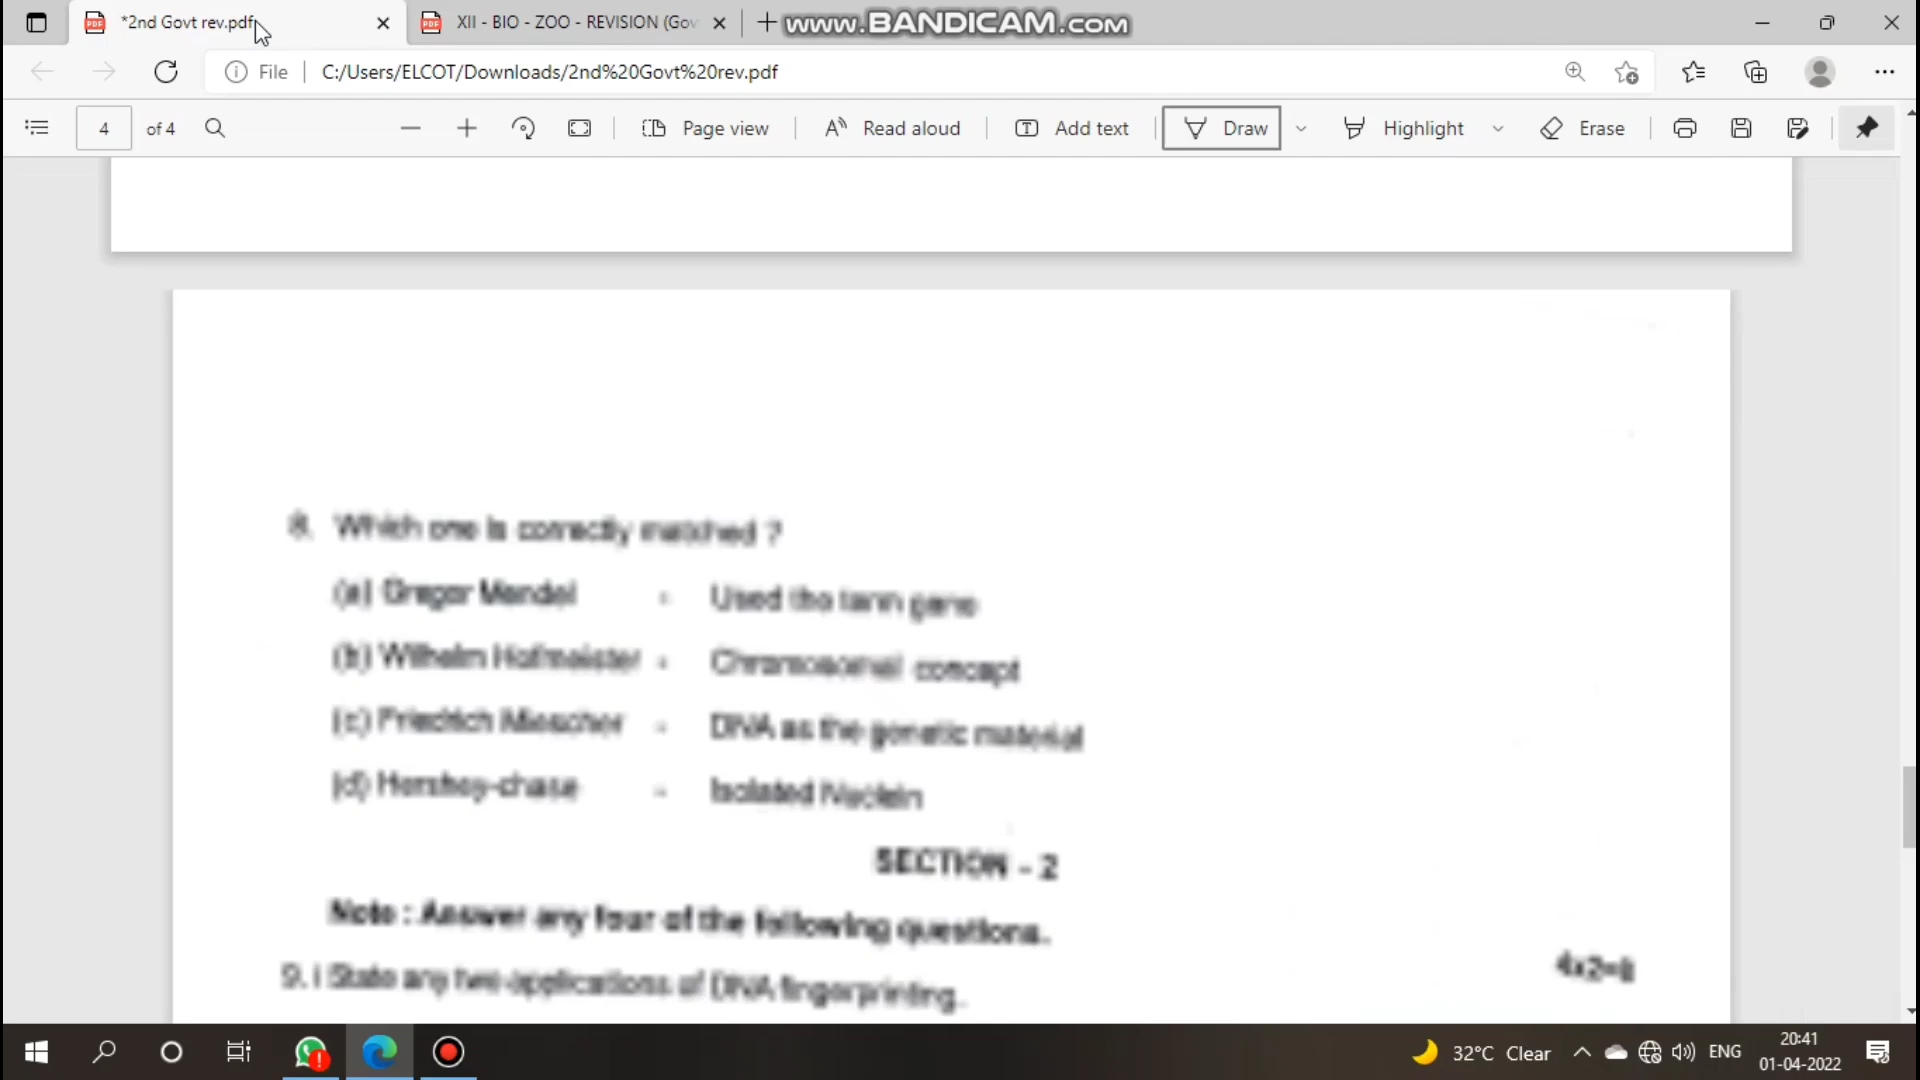 *2nd Govt rev.pdf
XII - BIO - ZOO - REVISION (Gov
www.BANDICAM.com
File
C:/Users/ELCOT/Downloads/2nd%20Govt%20rev.pdf
4 of 4
Page view
Read aloud
Add text
Draw
Highlight
Erase
8. Which one is correctly matched ?
(a) Gregor Mendel - Used the term gene
(b) Wilhelm Hofmeister - Chromosomal concept
(c) Friedrich Miescher - DNA as the genetic material
(d) Hershey-chase - Isolated Nuclein
SECTION - 2
Note : Answer any four of the following questions.
4x2=8
9. State any two applications of DNA fingerprinting.
32°C Clear
ENG
20:41
01-04-2022